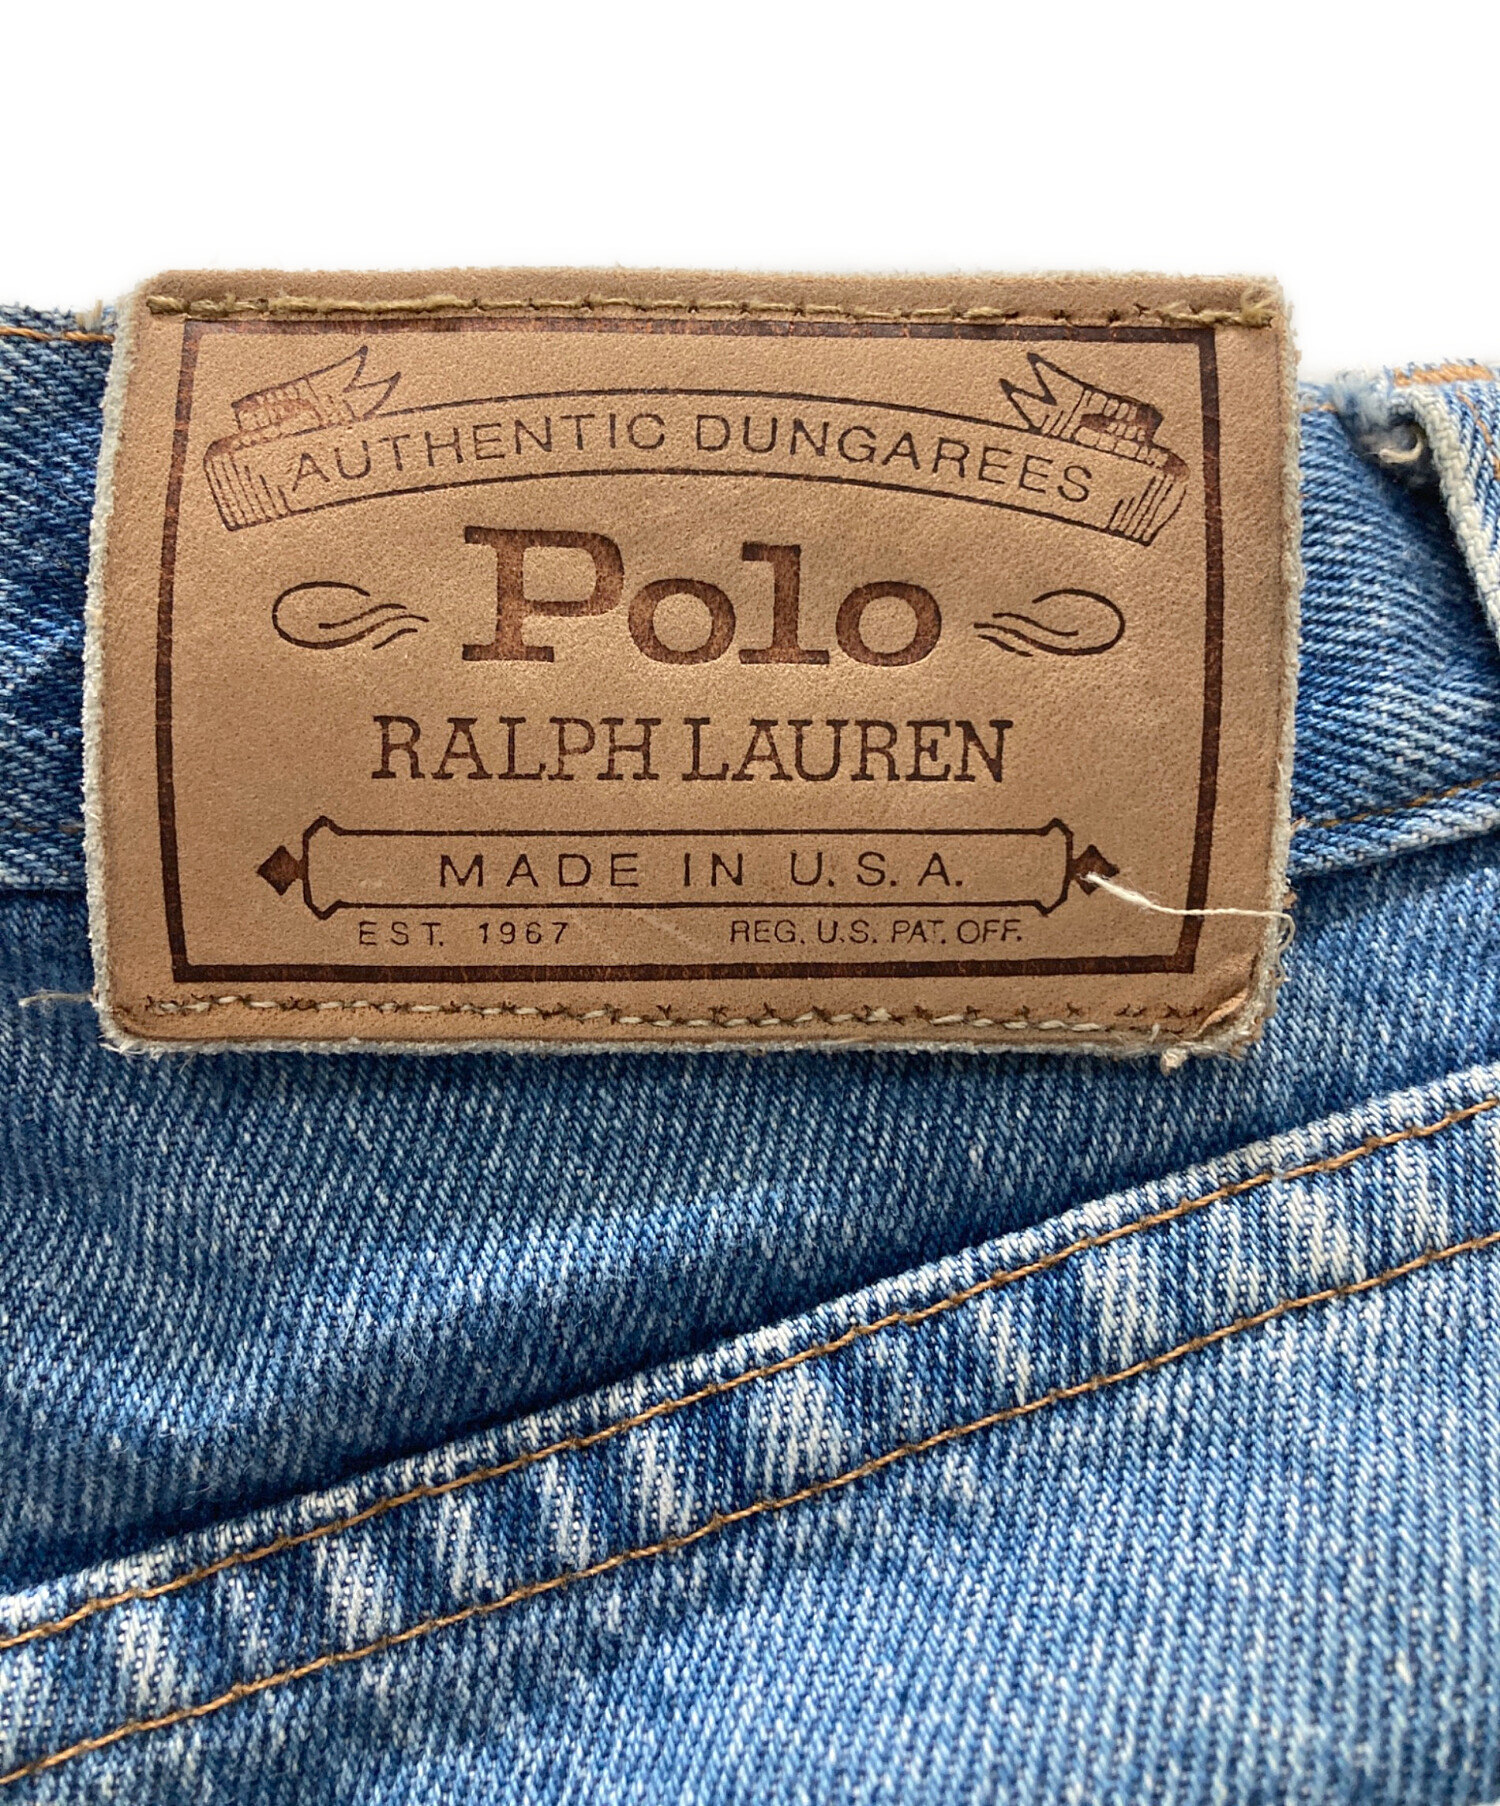 AUTHENTIC DUNGAREES
Polo
RALPH LAUREN
MADE IN U.S.A.
EST. 1967 REG. U.S. PAT. OFF.